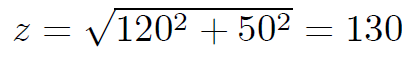 z = √120² + 50² = 130